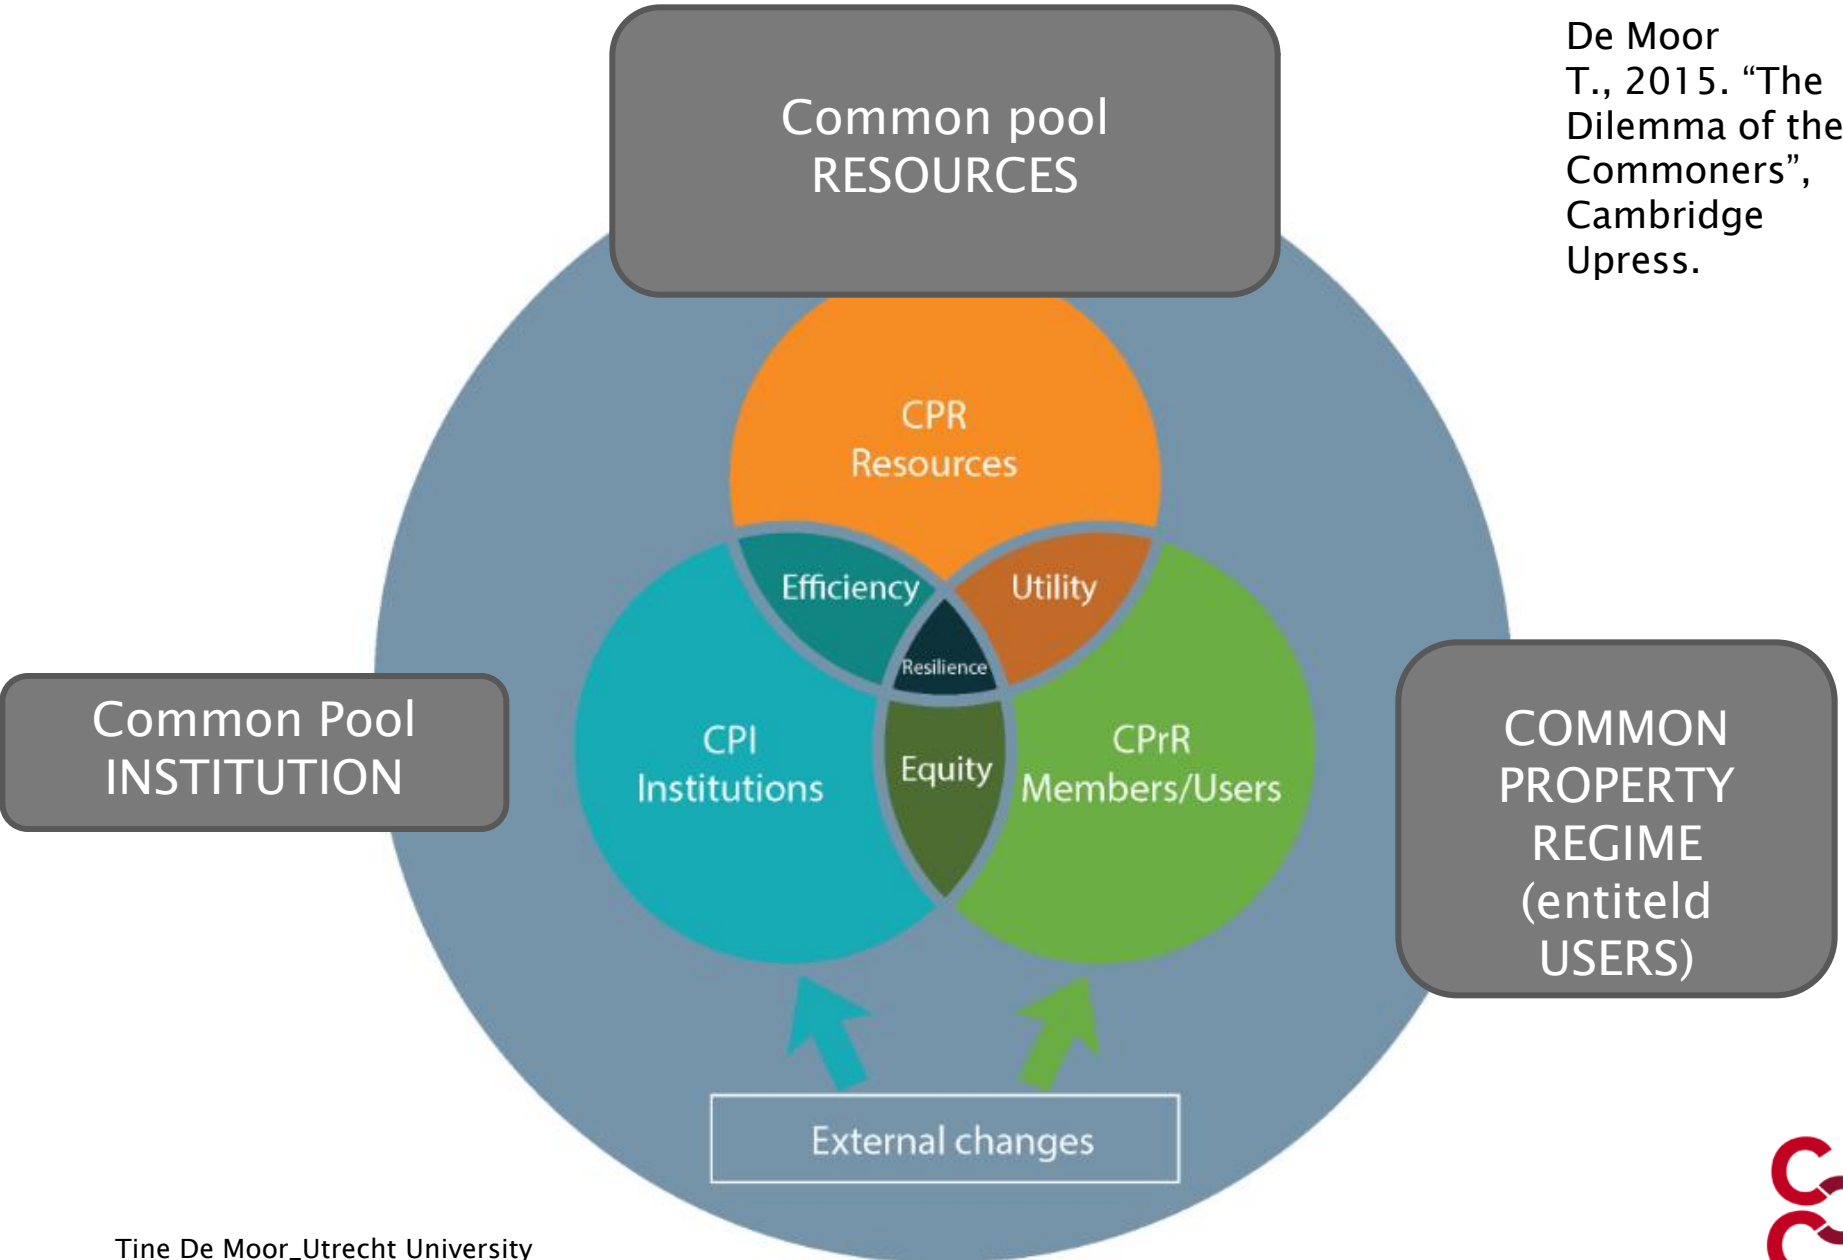 Common pool
RESOURCES
De Moor
T., 2015. “The
Dilemma of the
Commoners”,
Cambridge
Upress.
CPR
Resources
Efficiency
Utility
Resilience
Common Pool
INSTITUTION
CPI
Institutions
Equity
CPrR
Members/Users
COMMON
PROPERTY
REGIME
(entiteld
USERS)
External changes
Tine De Moor_Utrecht University